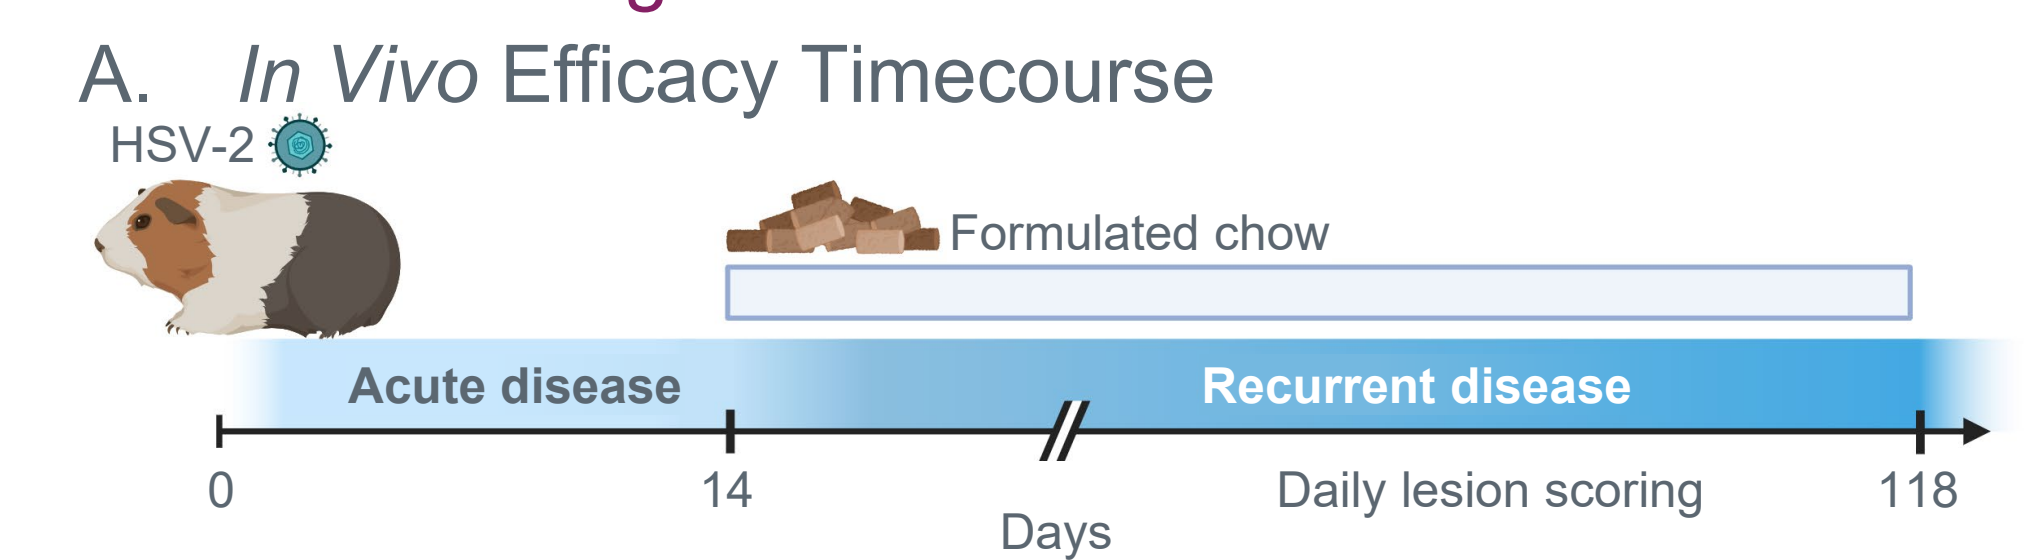 A. In Vivo Efficacy Timecourse
HSV-2
Formulated chow
Acute disease
Recurrent disease
0
14
Daily lesion scoring
118
Days